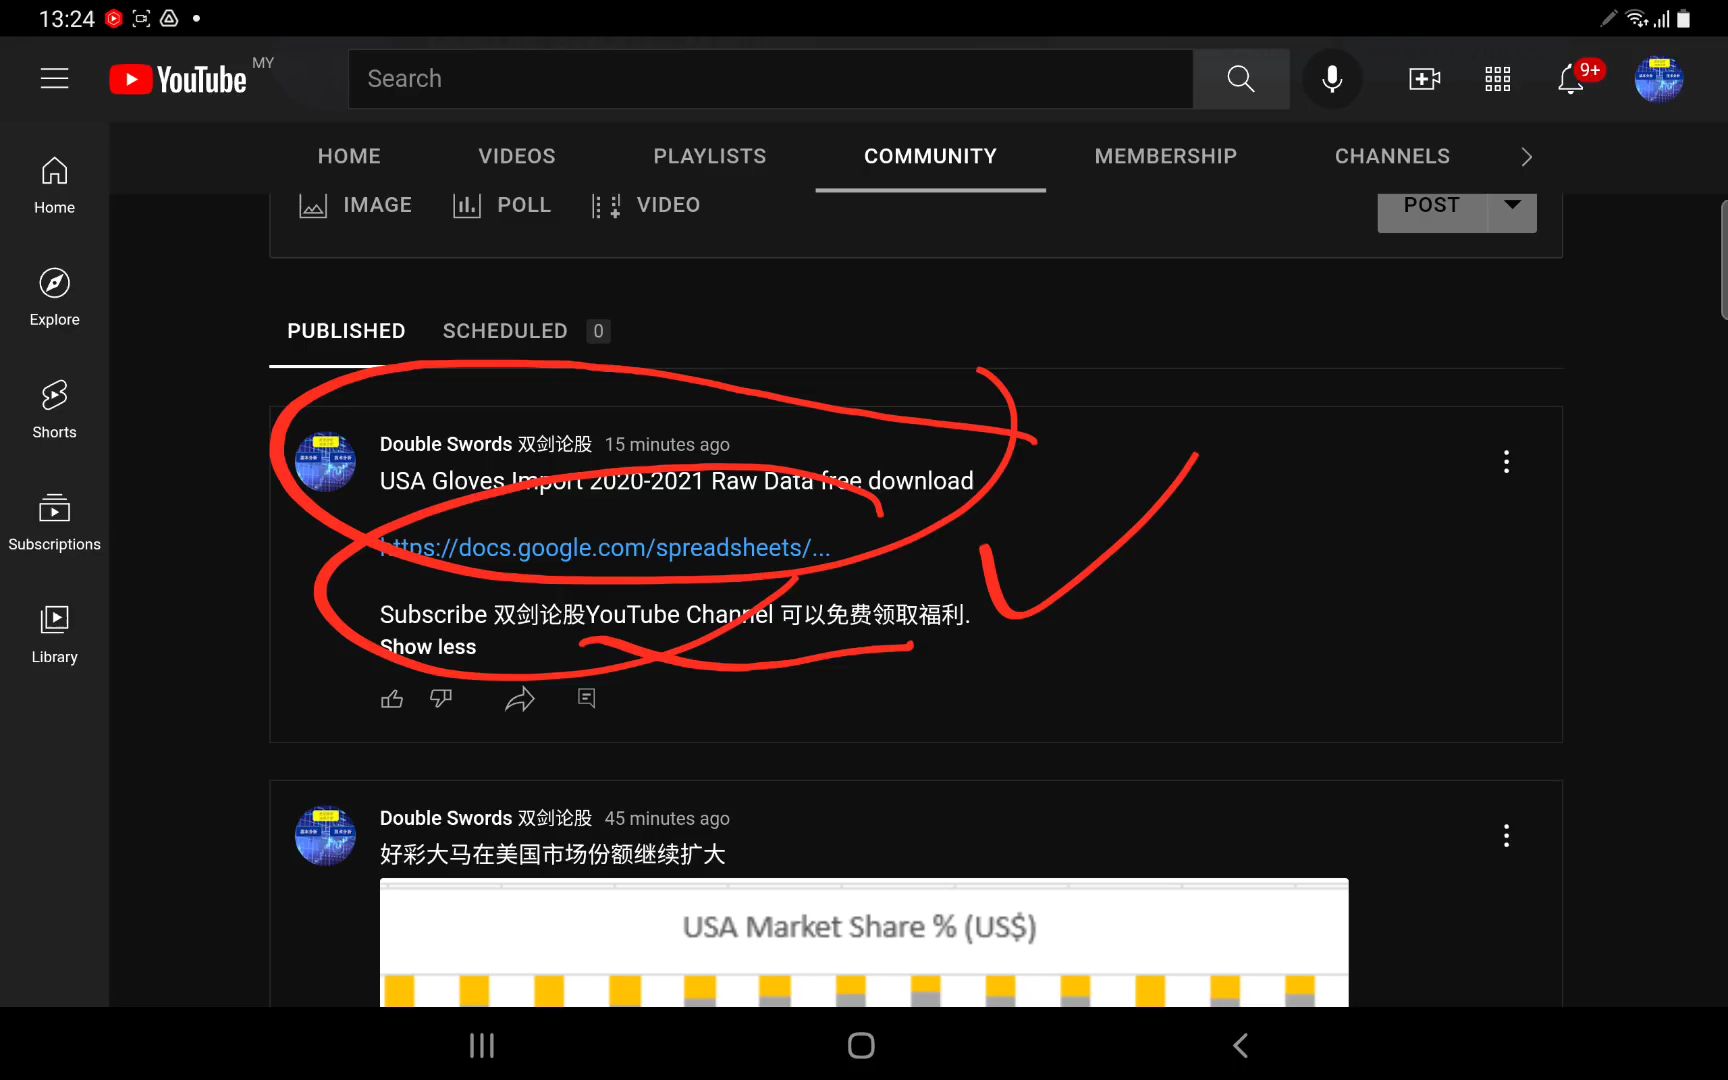 13:24
YouTube MY
Search
9+
HOME VIDEOS PLAYLISTS COMMUNITY MEMBERSHIP CHANNELS
IMAGE POLL VIDEO POST
Home
Explore
Shorts
Subscriptions
Library
PUBLISHED SCHEDULED 0
Double Swords 双剑论股 15 minutes ago
USA Gloves Import 2020-2021 Raw Data free download
https://docs.google.com/spreadsheets/...
Subscribe 双剑论股YouTube Channel 可以免费领取福利.
Show less
Double Swords 双剑论股 45 minutes ago
好彩大马在美国市场份额继续扩大
USA Market Share % (US$)